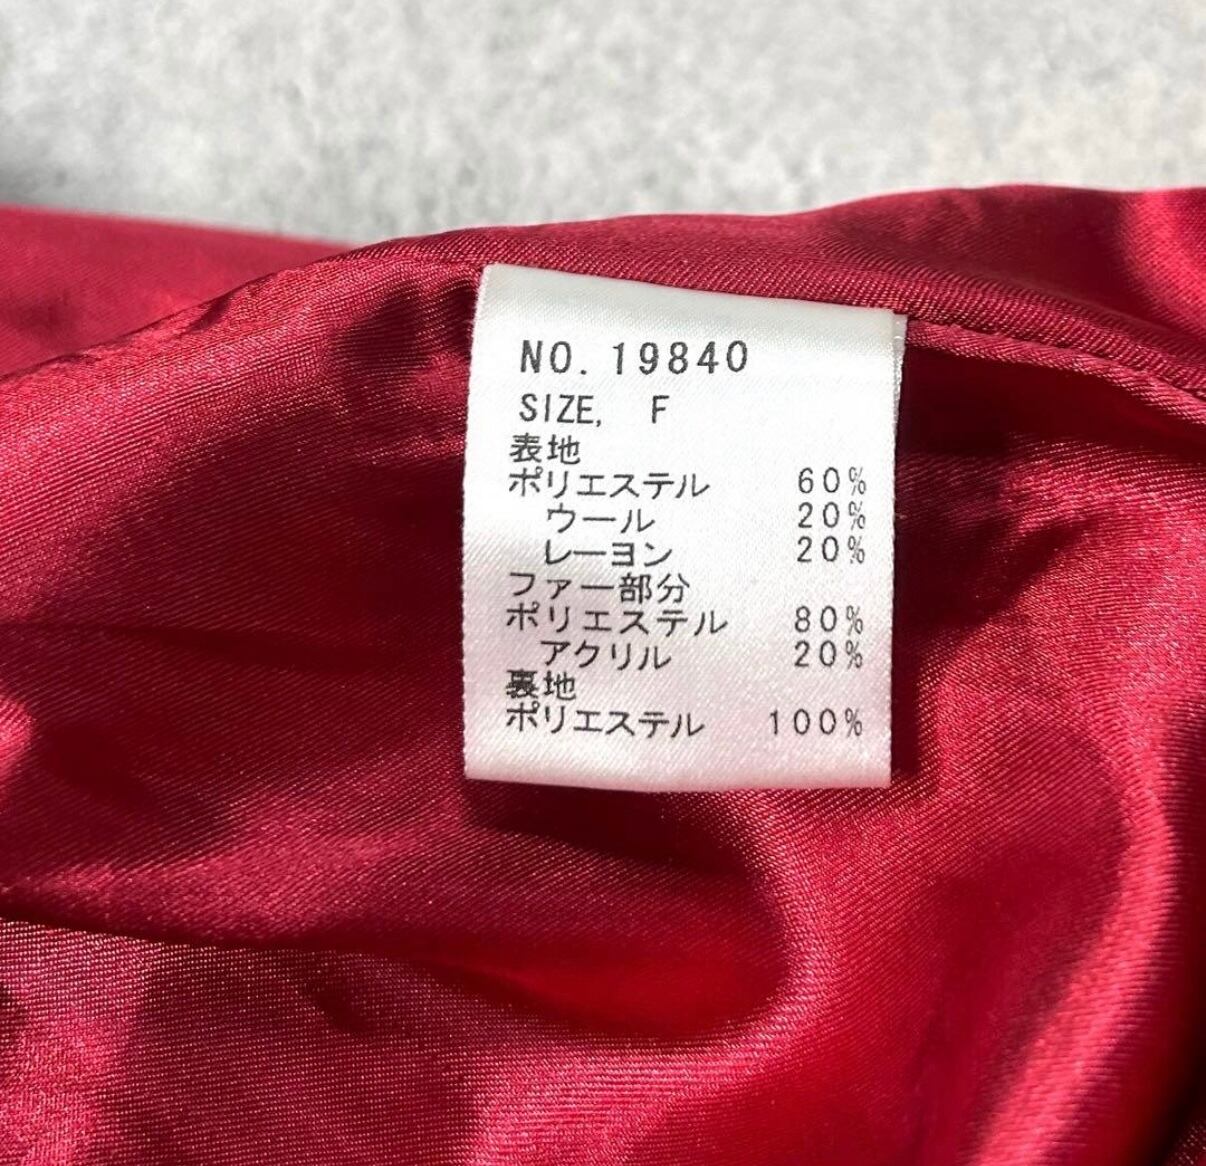 NO. 19840
SIZE, F
表地
ポリエステル 60%
ウール 20%
レーヨン 20%
ファー部分
ポリエステル 80%
アクリル 20%
裏地
ポリエステル 100%